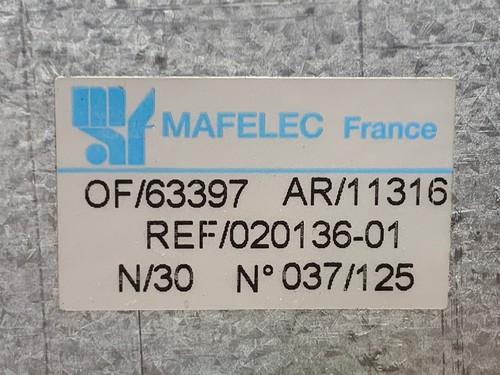 MAFELEC France
OF/63397 AR/11316
REF/020136-01
N/30 N° 037/125